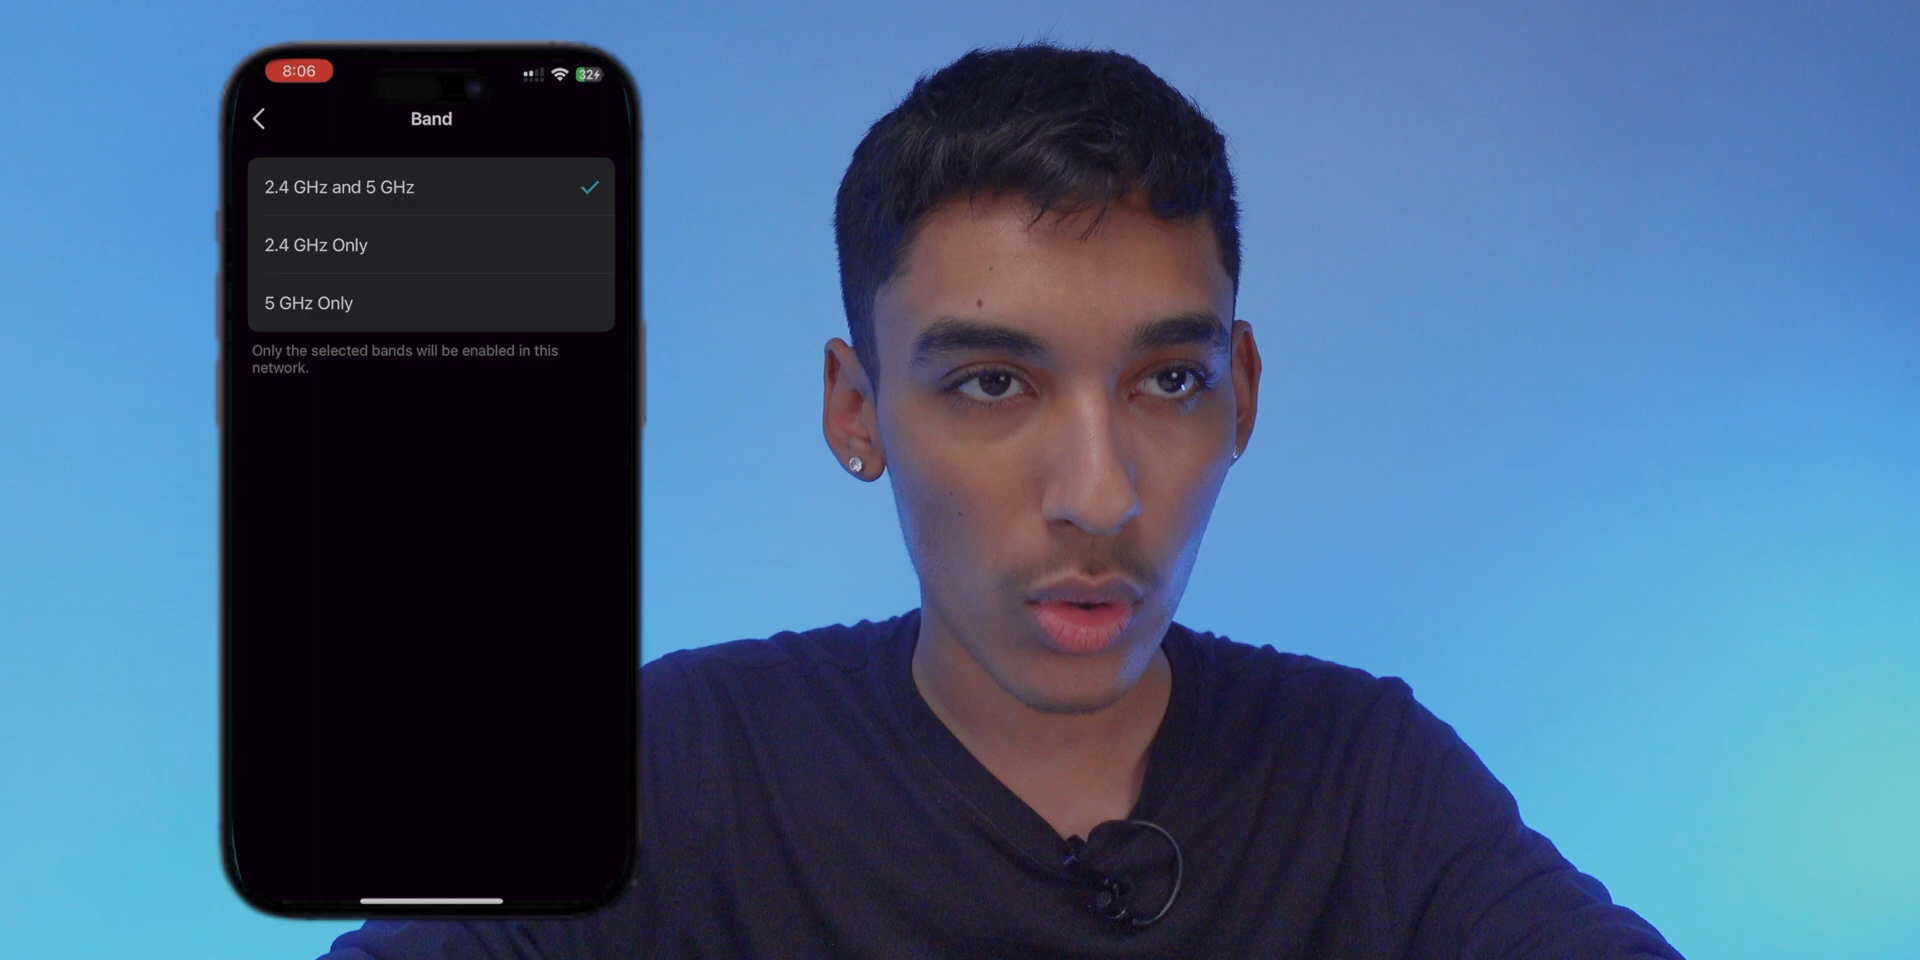 8:06
32
Band
2.4 GHz and 5 GHz
2.4 GHz Only
5 GHz Only
Only the selected bands will be enabled in this
network.